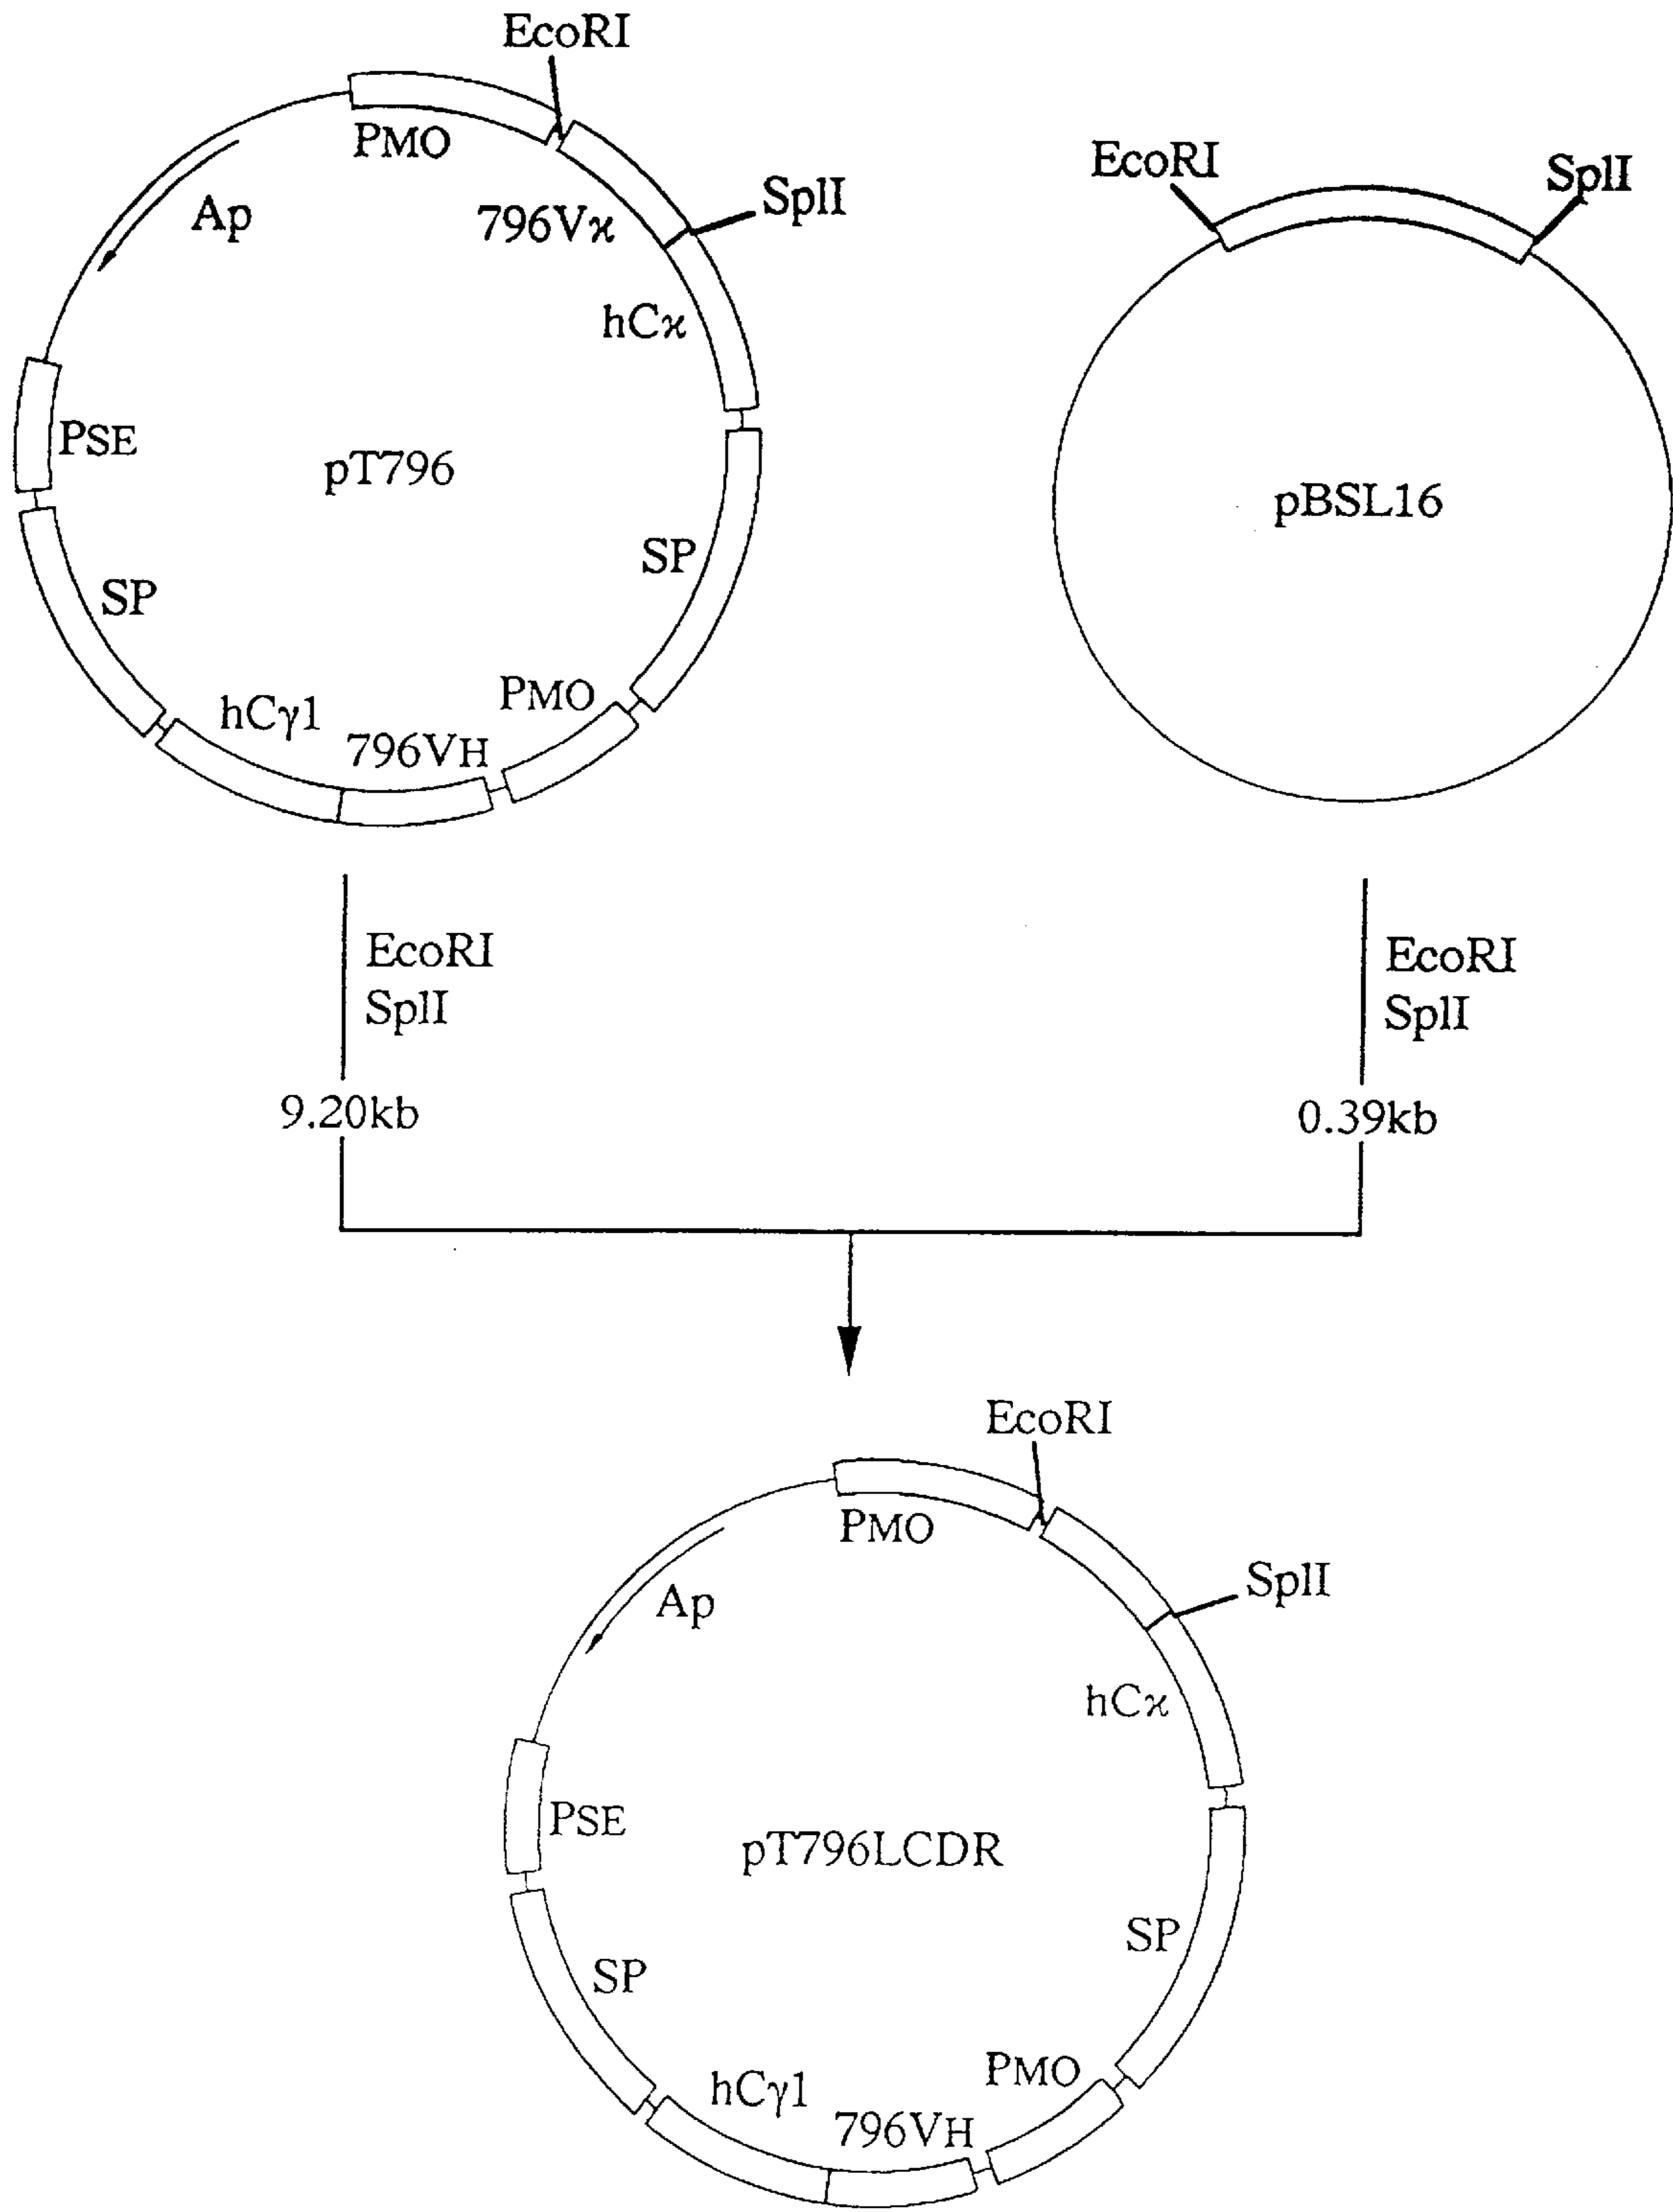 EcoRI
PMO
Ap
796Vϰ
SplI
hCϰ
PSE
pT796
SP
SP
PMO
hCγ1
796VH
EcoRI
SplI
pBSL16
EcoRI
SplI
9.20kb
EcoRI
SplI
0.39kb
EcoRI
PMO
SplI
Ap
hCϰ
PSE
pT796LCDR
SP
SP
PMO
hCγ1
796VH